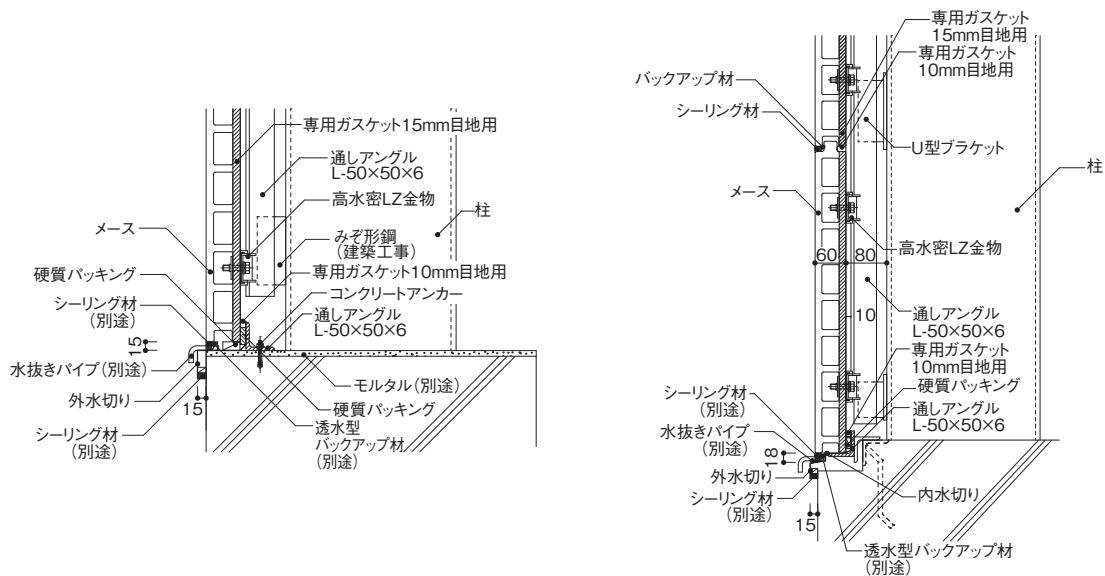 専用ガスケット15mm目地用
通しアングル
L-50×50×6
高水密LZ金物
柱
メース
みぞ形鋼
(建築工事)
硬質パッキング
専用ガスケット10mm目地用
シーリング材
(別途)
コンクリートアンカー
通しアングル
L-50×50×6
15
水抜きパイプ(別途)
モルタル(別途)
外水切り
15
硬質パッキング
シーリング材
(別途)
透水型
バックアップ材
(別途)
専用ガスケット
15mm目地用
専用ガスケット
10mm目地用
バックアップ材
シーリング材
U型ブラケット
柱
メース
高水密LZ金物
60
80
通しアングル
L-50×50×6
10
専用ガスケット
10mm目地用
硬質パッキング
シーリング材
(別途)
通しアングル
L-50×50×6
水抜きパイプ
(別途)
18
外水切り
内水切り
シーリング材
(別途)
15
透水型バックアップ材
(別途)